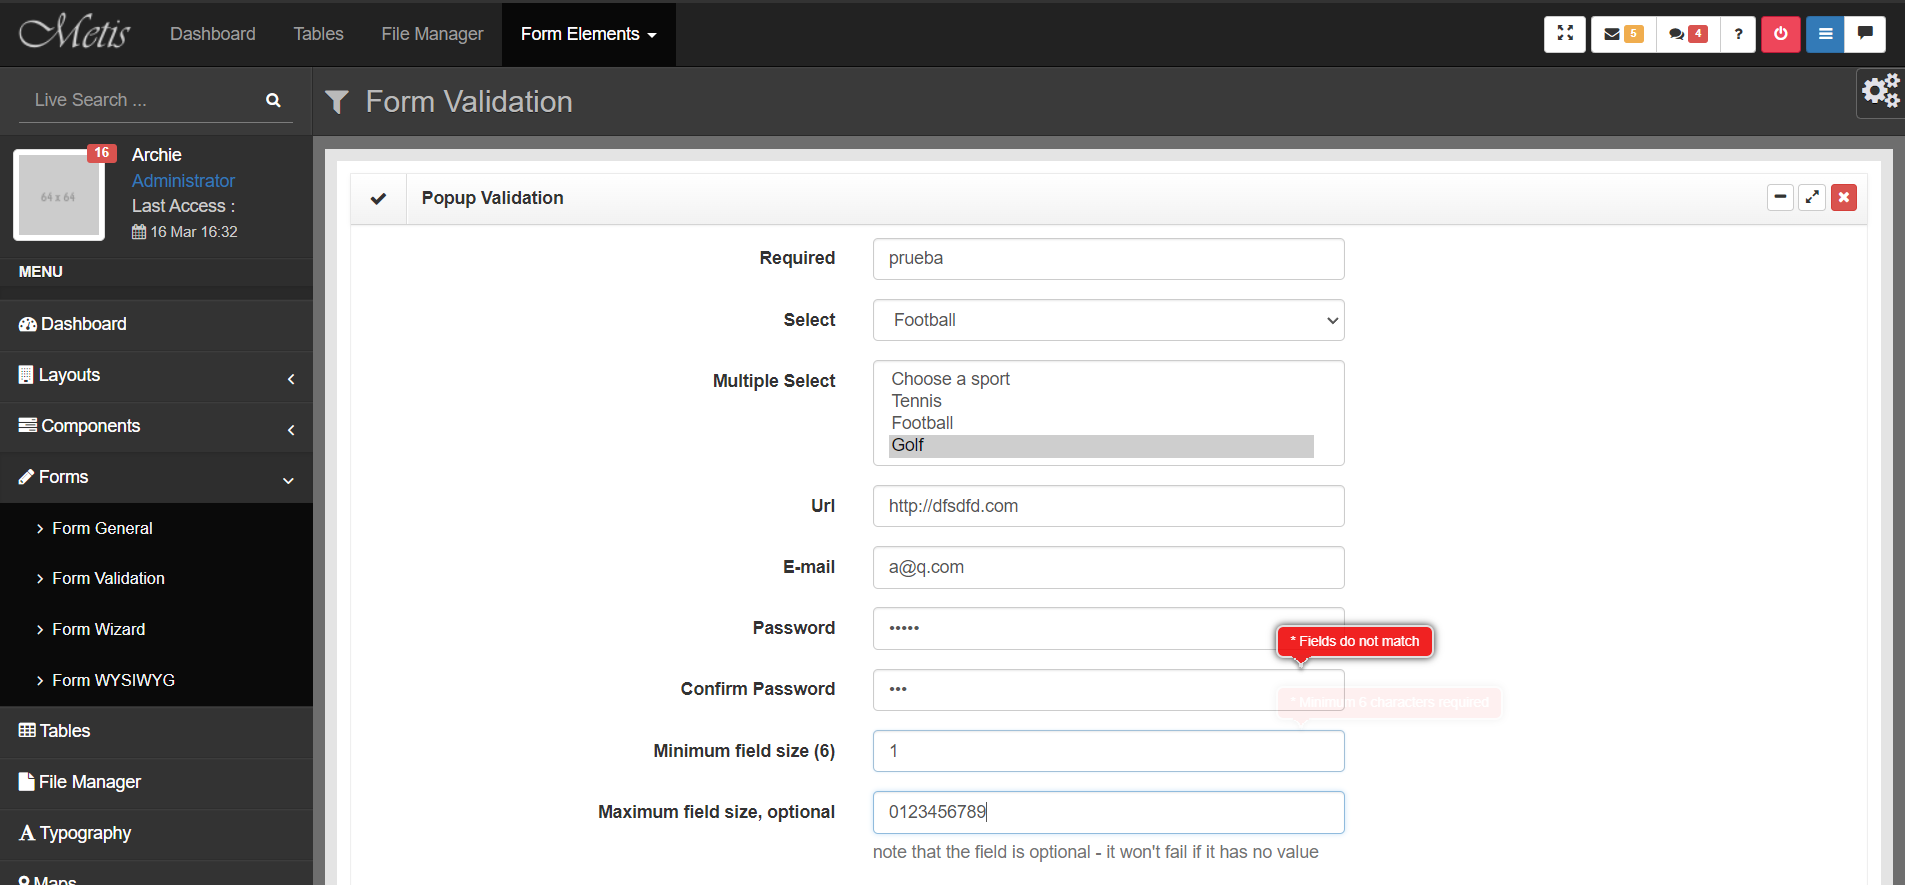 Metis Dashboard Tables File Manager Form Elements 5 4 ?
Live Search ...
Form Validation
16
64 x 64
Archie
Administrator
Last Access :
16 Mar 16:32
MENU
Dashboard
Layouts
Components
Forms
Form General
Form Validation
Form Wizard
Form WYSIWYG
Tables
File Manager
Typography
Maps
Popup Validation
Required prueba
Select Football
Multiple Select Choose a sport
Tennis
Football
Golf
Url http://dfsdfd.com
E-mail a@q.com
Password •••••
* Fields do not match
Confirm Password •••
* Minimum 6 characters required
Minimum field size (6) 1
Maximum field size, optional 0123456789
note that the field is optional - it won't fail if it has no value